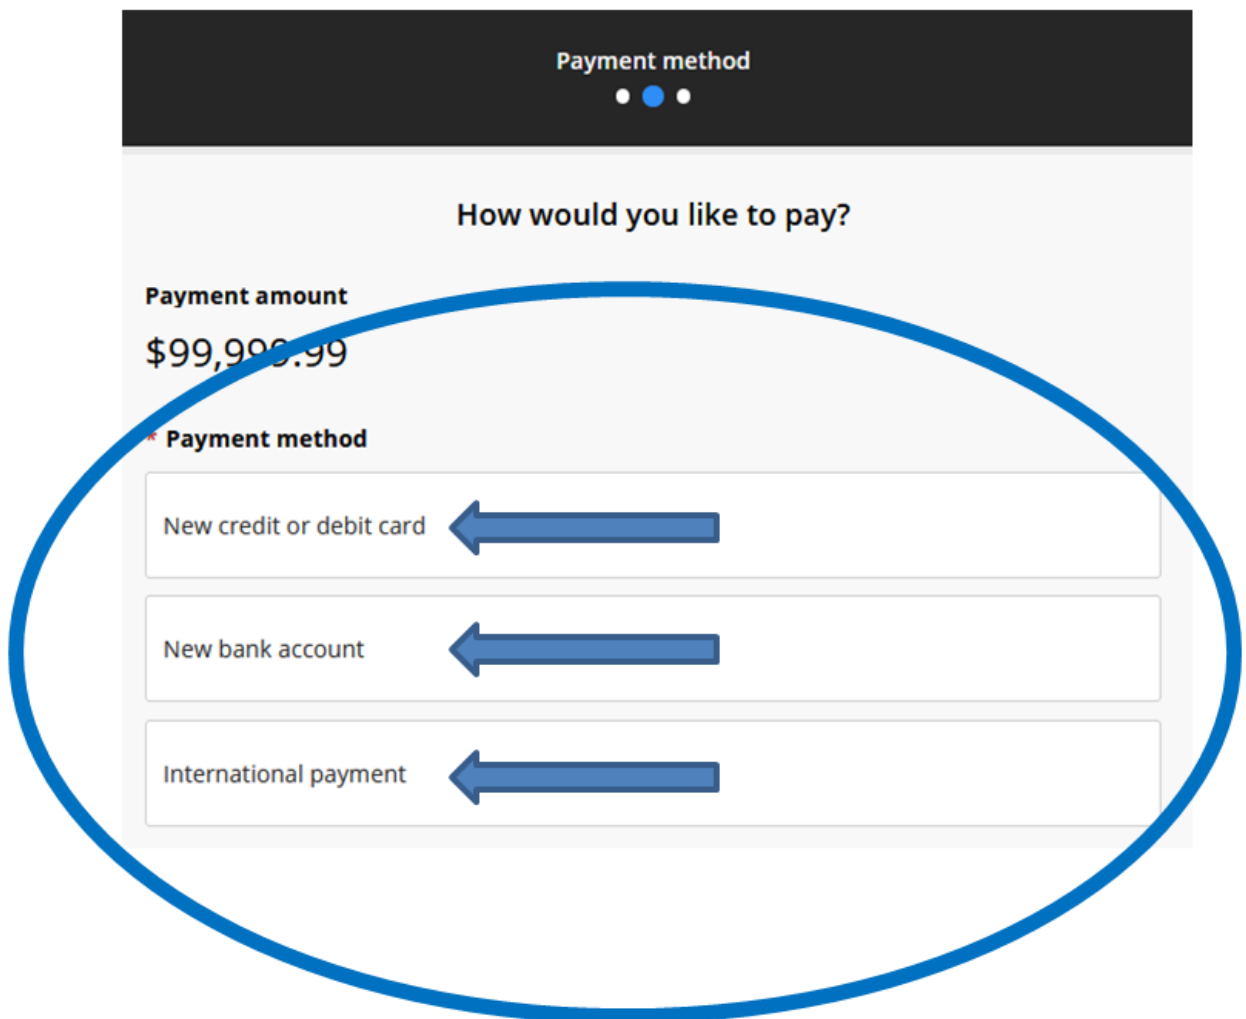 Payment method
How would you like to pay?
Payment amount
$99,999.99
* Payment method
New credit or debit card
New bank account
International payment